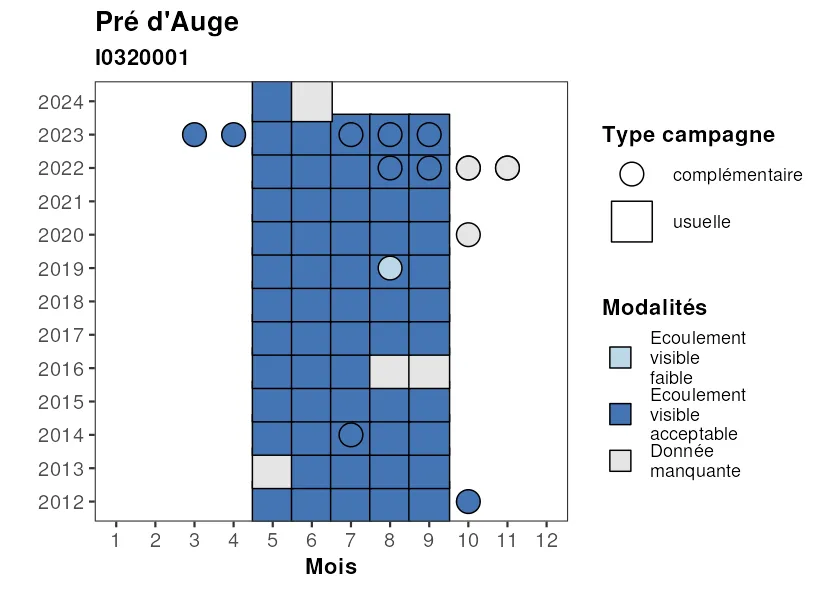 Pré d'Auge
I0320001
2024
2023
2022
2021
2020
2019
2018
2017
2016
2015
2014
2013
2012
1 2 3 4 5 6 7 8 9 10 11 12
Mois
Type campagne
complémentaire
usuelle
Modalités
Ecoulement
visible
faible
Ecoulement
visible
acceptable
Donnée
manquante